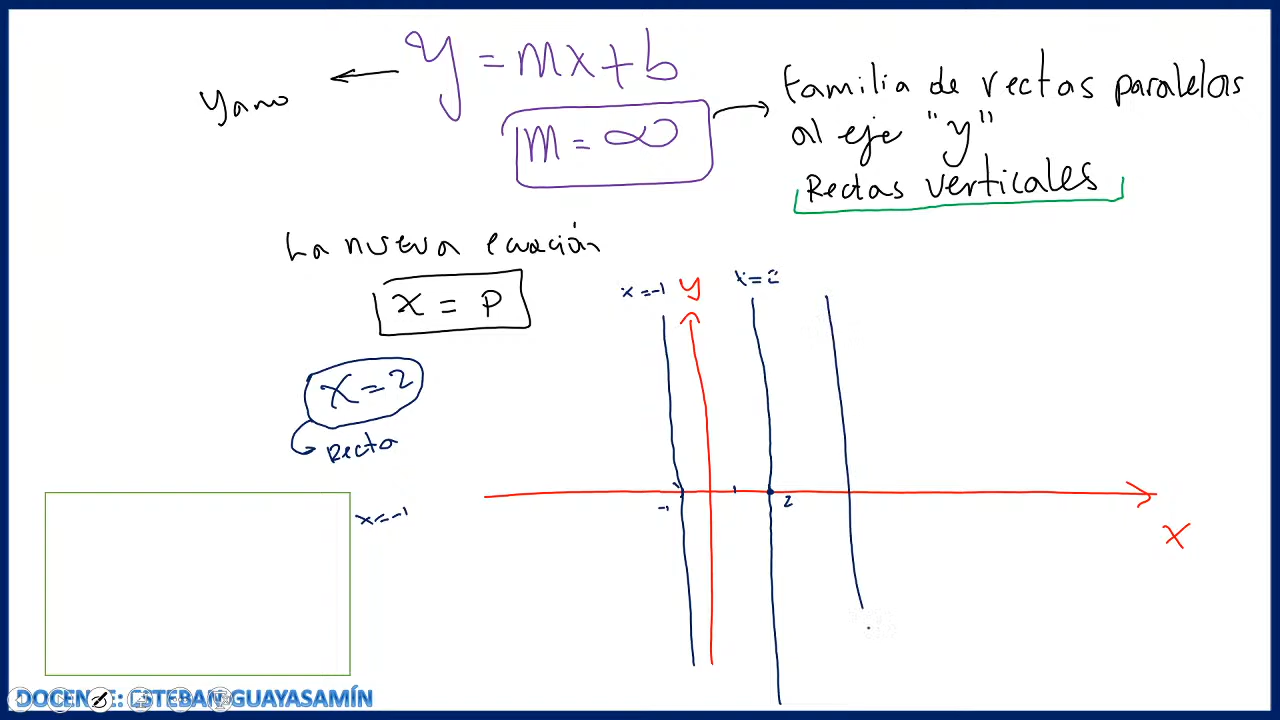 y = mx + b
Ya no
m = ∞
Familia de rectas paralelas
al eje "y"
Rectas verticales
La nueva ecuación
x = p
x = 2
Recta
x = -1
x = -1
y
x = 2
-1
1
2
x
DOCENTE: ESTEBAN GUAYASAMÍN